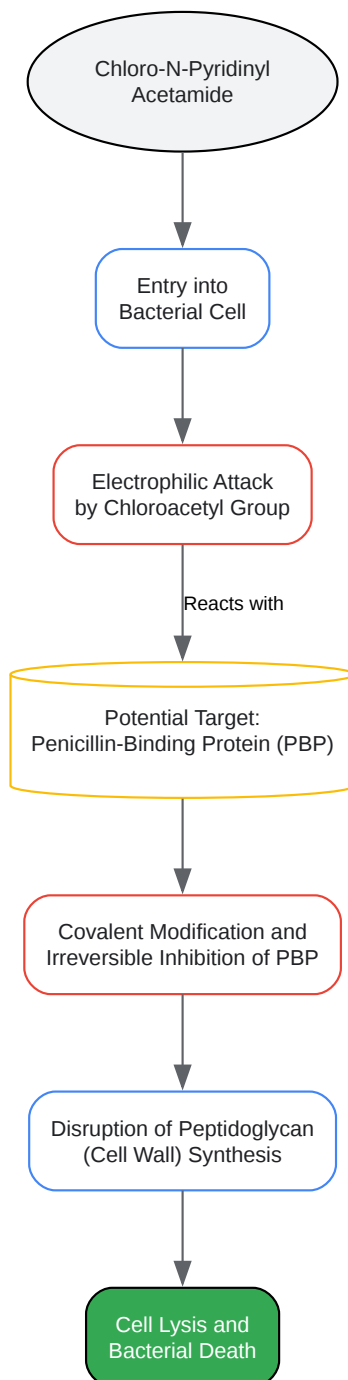 Chloro-N-Pyridinyl
Acetamide
Entry into
Bacterial Cell
Electrophilic Attack
by Chloroacetyl Group
Reacts with
Potential Target:
Penicillin-Binding Protein (PBP)
Covalent Modification and
Irreversible Inhibition of PBP
Disruption of Peptidoglycan
(Cell Wall) Synthesis
Cell Lysis and
Bacterial Death